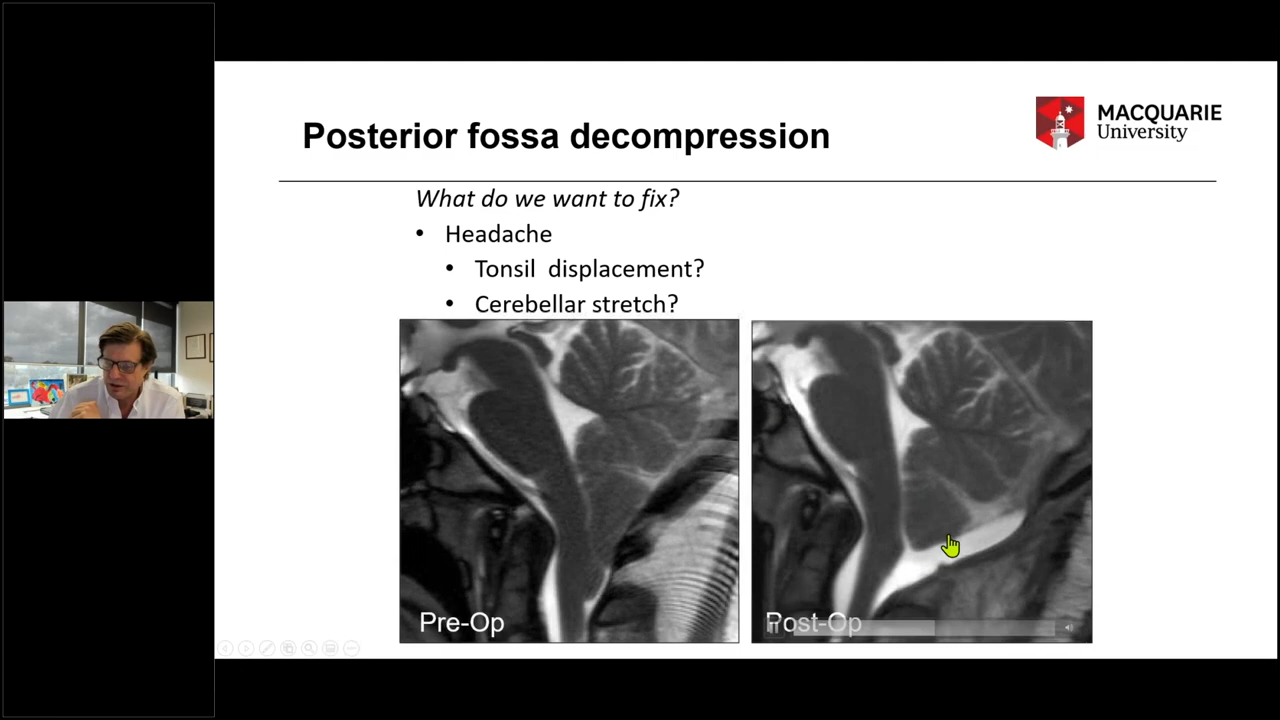 Posterior fossa decompression
MACQUARIE
University
What do we want to fix?
• Headache
• Tonsil displacement?
• Cerebellar stretch?
Pre-Op
Post-Op